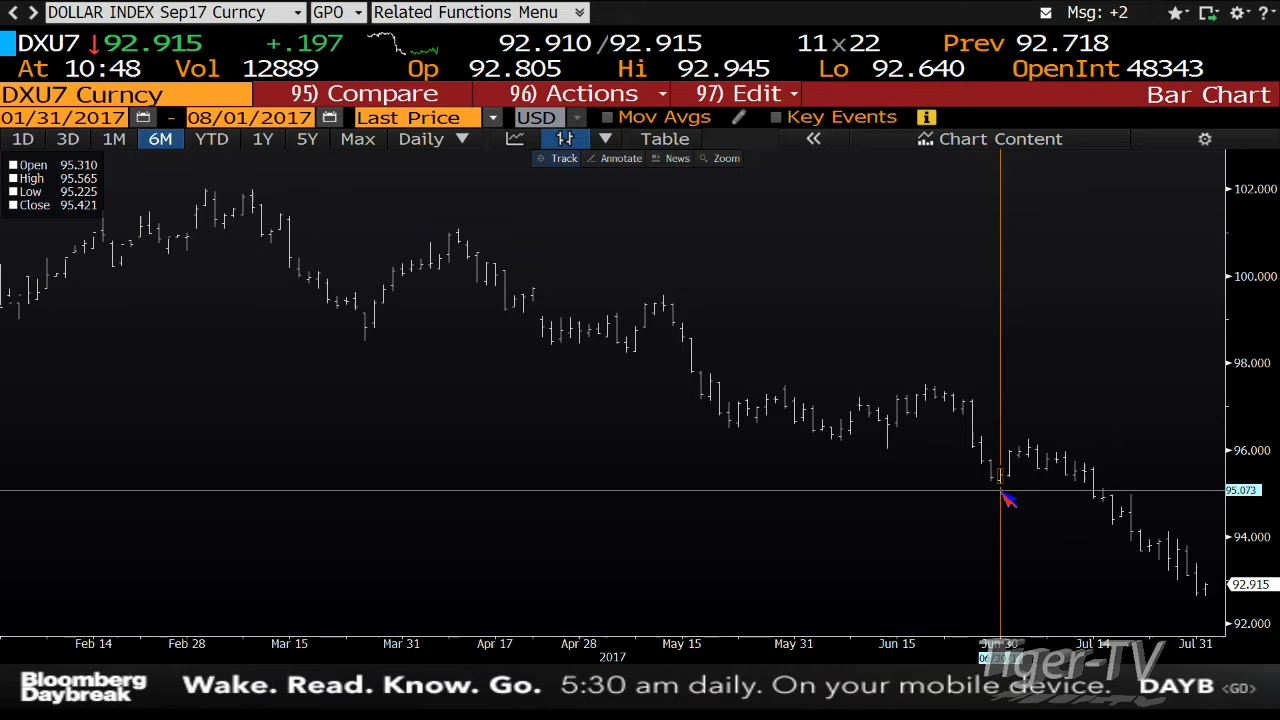 DOLLAR INDEX Sep17 Curncy GPO Related Functions Menu Msg: +2 ?
DXU7 92.915 +.197 92.910/92.915 11x22 Prev 92.718
At 10:48 Vol 12889 Op 92.805 Hi 92.945 Lo 92.640 OpenInt 48343
DXU7 Curncy 95) Compare 96) Actions 97) Edit Bar Chart
01/31/2017 - 08/01/2017 Last Price USD Mov Avgs Key Events i
1D 3D 1M 6M YTD 1Y 5Y Max Daily Table « Chart Content
Track Annotate News Zoom
Open 95.310
High 95.565
Low 95.225
Close 95.421
102.000
100.000
98.000
96.000
95.073
94.000
92.915
92.000
Feb 14 Feb 28 Mar 15 Mar 31 Apr 17 Apr 28 May 15 May 31 Jun 15 Jun 30 Jul 14 Jul 31
2017
Tiger-TV
Bloomberg
Daybreak
Wake. Read. Know. Go. 5:30 am daily. On your mobile device. DAYB <GO>